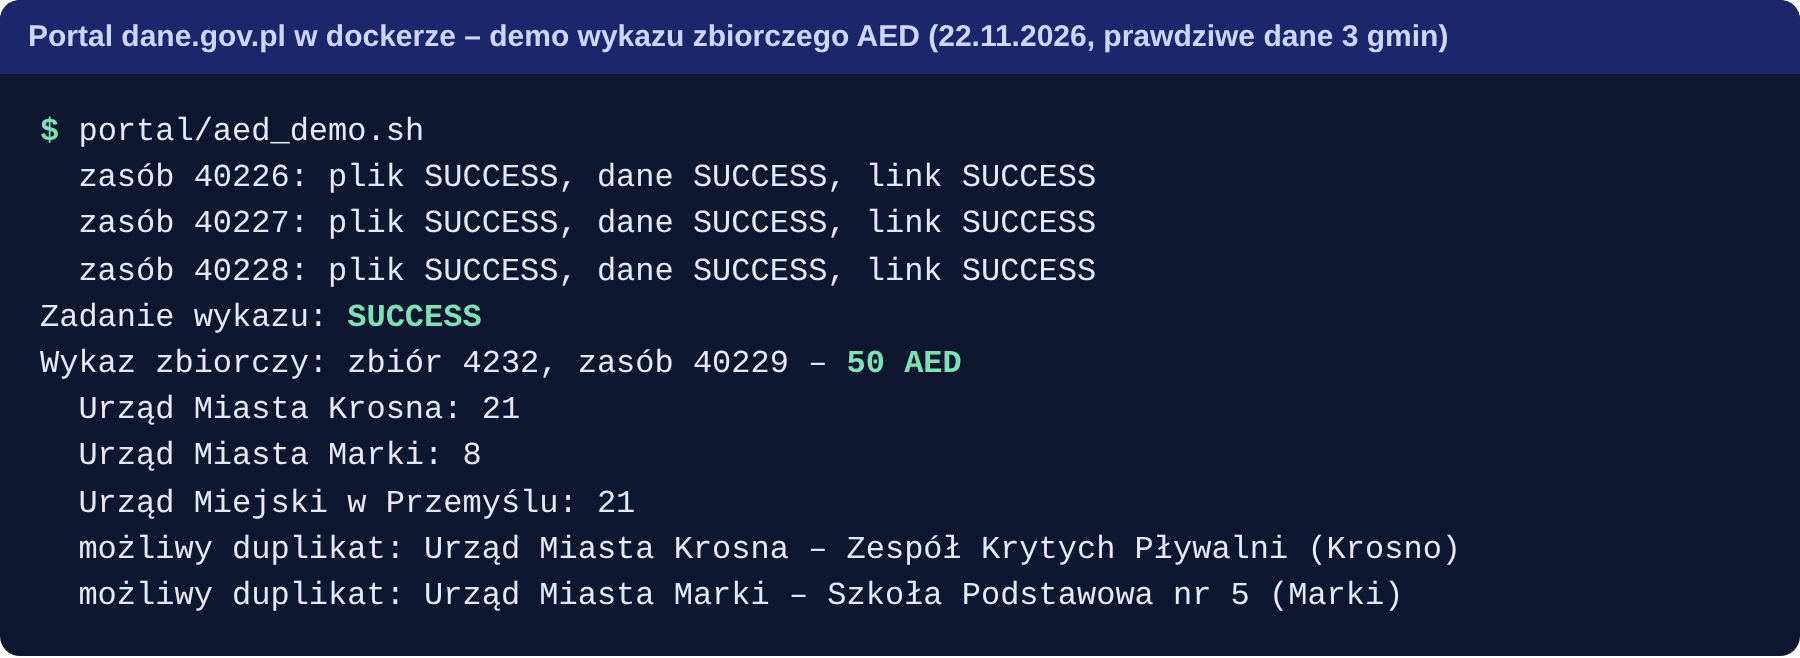 Portal dane.gov.pl w dockerze – demo wykazu zbiorczego AED (22.11.2026, prawdziwe dane 3 gmin)
$ portal/aed_demo.sh
zasób 40226: plik SUCCESS, dane SUCCESS, link SUCCESS
zasób 40227: plik SUCCESS, dane SUCCESS, link SUCCESS
zasób 40228: plik SUCCESS, dane SUCCESS, link SUCCESS
Zadanie wykazu: SUCCESS
Wykaz zbiorczy: zbiór 4232, zasób 40229 – 50 AED
Urząd Miasta Krosna: 21
Urząd Miasta Marki: 8
Urząd Miejski w Przemyślu: 21
możliwy duplikat: Urząd Miasta Krosna – Zespół Krytych Pływalni (Krosno)
możliwy duplikat: Urząd Miasta Marki – Szkoła Podstawowa nr 5 (Marki)